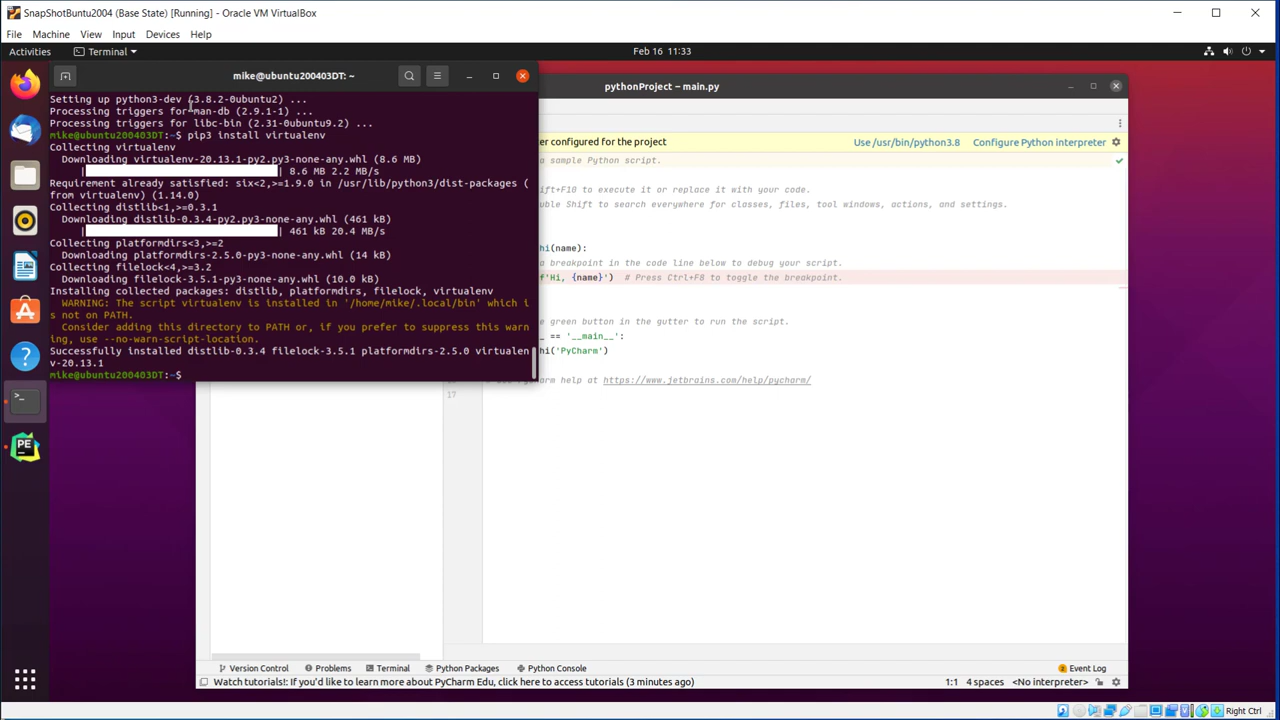 SnapShotBuntu2004 (Base State) [Running] - Oracle VM VirtualBox
File Machine View Input Devices Help
Activities Terminal Feb 16 11:33
mike@ubuntu200403DT: ~
Setting up python3-dev (3.8.2-0ubuntu2) ...
Processing triggers for man-db (2.9.1-1) ...
Processing triggers for libc-bin (2.31-0ubuntu9.2) ...
mike@ubuntu200403DT:~$ pip3 install virtualenv
Collecting virtualenv
Downloading virtualenv-20.13.1-py2.py3-none-any.whl (8.6 MB)
| | 8.6 MB 2.2 MB/s
Requirement already satisfied: six<2,>=1.9.0 in /usr/lib/python3/dist-packages (
from virtualenv) (1.14.0)
Collecting distlib<1,>=0.3.1
Downloading distlib-0.3.4-py2.py3-none-any.whl (461 kB)
| | 461 kB 20.4 MB/s
Collecting platformdirs<3,>=2
Downloading platformdirs-2.5.0-py3-none-any.whl (14 kB)
Collecting filelock<4,>=3.2
Downloading filelock-3.5.1-py3-none-any.whl (10.0 kB)
Installing collected packages: distlib, platformdirs, filelock, virtualenv
WARNING: The script virtualenv is installed in '/home/mike/.local/bin' which i
s not on PATH.
Consider adding this directory to PATH or, if you prefer to suppress this warn
ing, use --no-warn-script-location.
Successfully installed distlib-0.3.4 filelock-3.5.1 platformdirs-2.5.0 virtualen
v-20.13.1
mike@ubuntu200403DT:~$
pythonProject – main.py
er configured for the project Use /usr/bin/python3.8 Configure Python interpreter
a sample Python script.
ift+F10 to execute it or replace it with your code.
uble Shift to search everywhere for classes, files, tool windows, actions, and settings.
hi(name):
a breakpoint in the code line below to debug your script.
f'Hi, {name}') # Press Ctrl+F8 to toggle the breakpoint.
e green button in the gutter to run the script.
_ == '__main__':
hi('PyCharm')
harm help at https://www.jetbrains.com/help/pycharm/
17
Version Control Problems Terminal Python Packages Python Console 2 Event Log
Watch tutorials!: If you'd like to learn more about PyCharm Edu, click here to access tutorials (3 minutes ago) 1:1 4 spaces <No interpreter>
PE
Right Ctrl